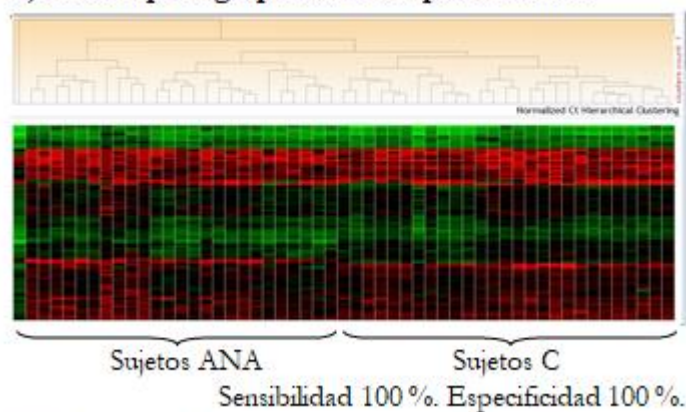 Normalized Ct Hierarchical Clustering
Sujetos ANA
Sujetos C
Sensibilidad 100 %. Especificidad 100 %.